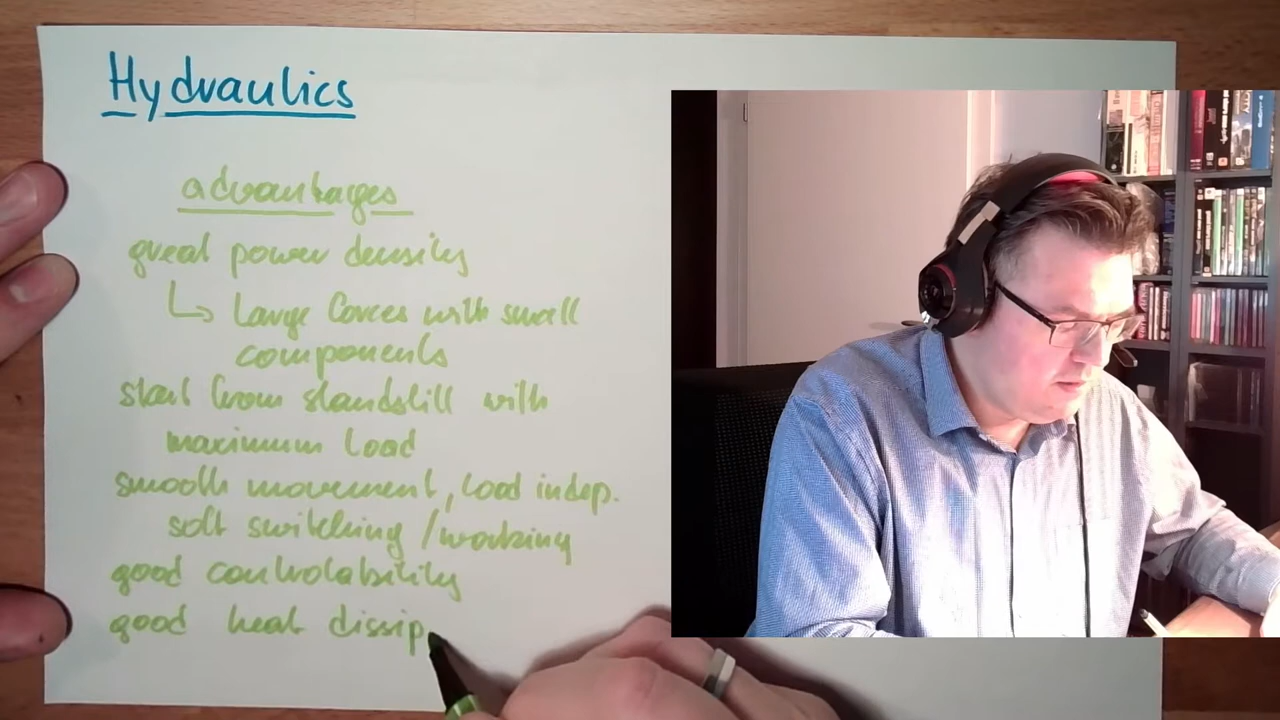 Hydraulics
advantages
great power density
↳ Large forces with small
components
start from standstill with
maximum load
smooth movement, load indep.
soft switching / working
good controlability
good heat dissip